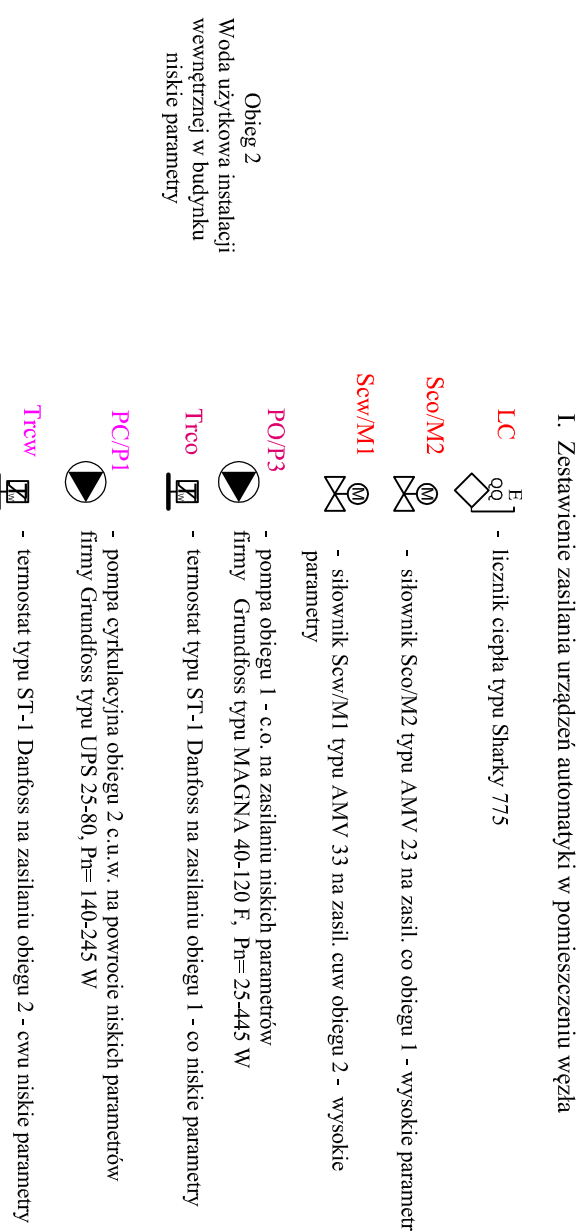 I. Zestawienie zasilania urządzeń automatyki w pomieszczeniu węzła
LC
E
QQ
- licznik ciepła typu Sharky 775
Sco/M2
M
- siłownik Sco/M2 typu AMV 23 na zasil. co obiegu 1 - wysokie parametr
Scw/M1
M
- siłownik Scw/M1 typu AMV 33 na zasil. cuw obiegu 2 - wysokie
parametry
PO/P3
- pompa obiegu 1 - c.o. na zasilaniu niskich parametrów
firmy Grundfoss typu MAGNA 40-120 F, Pn= 25-445 W
Trco
- termostat typu ST-1 Danfoss na zasilaniu obiegu 1 - co niskie parametry
PC/P1
- pompa cyrkulacyjna obiegu 2 c.u.w. na powrocie niskich parametrów
firmy Grundfoss typu UPS 25-80, Pn= 140-245 W
Trcw
- termostat typu ST-1 Danfoss na zasilaniu obiegu 2 - cwu niskie parametry
Obieg 2
Woda użytkowa instalacji
wewnętrznej w budynku
niskie parametry